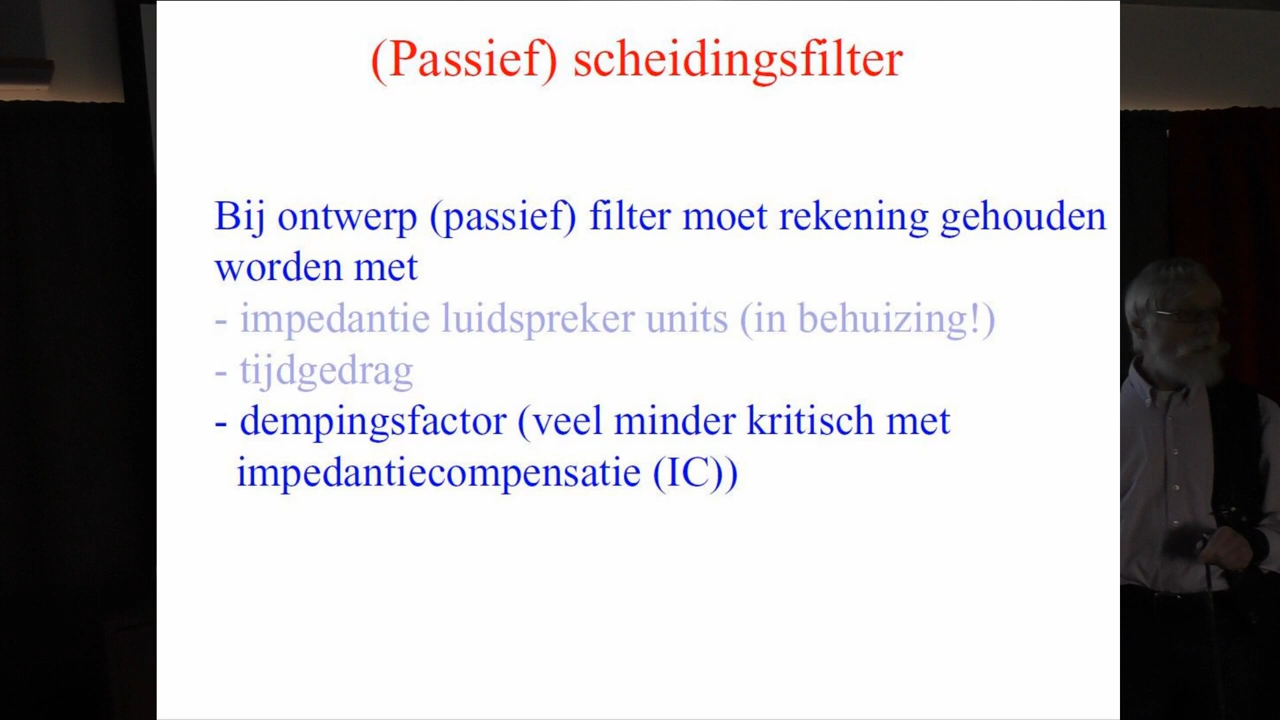 (Passief) scheidingsfilter
Bij ontwerp (passief) filter moet rekening gehouden
worden met
- impedantie luidspreker units (in behuizing!)
- tijdgedrag
- dempingsfactor (veel minder kritisch met
impedantiecompensatie (IC))